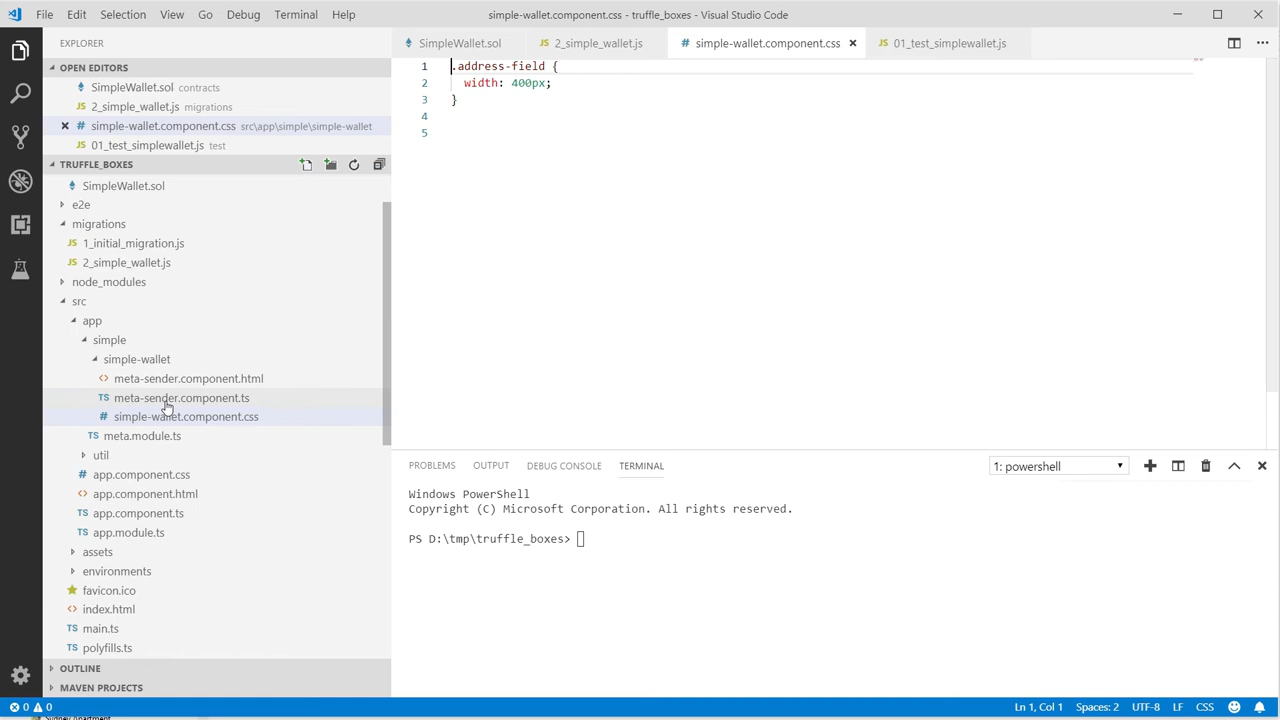 File Edit Selection View Go Debug Terminal Help
simple-wallet.component.css - truffle_boxes - Visual Studio Code
EXPLORER
OPEN EDITORS
SimpleWallet.sol contracts
2_simple_wallet.js migrations
simple-wallet.component.css src\app\simple\simple-wallet
01_test_simplewallet.js test
TRUFFLE_BOXES
SimpleWallet.sol
e2e
migrations
1_initial_migration.js
2_simple_wallet.js
node_modules
src
app
simple
simple-wallet
meta-sender.component.html
meta-sender.component.ts
simple-wallet.component.css
meta.module.ts
util
app.component.css
app.component.html
app.component.ts
app.module.ts
assets
environments
favicon.ico
index.html
main.ts
polyfills.ts
OUTLINE
MAVEN PROJECTS
SimpleWallet.sol 2_simple_wallet.js simple-wallet.component.css 01_test_simplewallet.js
1 .address-field {
2 width: 400px;
3 }
4
5
PROBLEMS OUTPUT DEBUG CONSOLE TERMINAL 1: powershell
Windows PowerShell
Copyright (C) Microsoft Corporation. All rights reserved.
PS D:\tmp\truffle_boxes>
0 0 Ln 1, Col 1 Spaces: 2 UTF-8 LF CSS